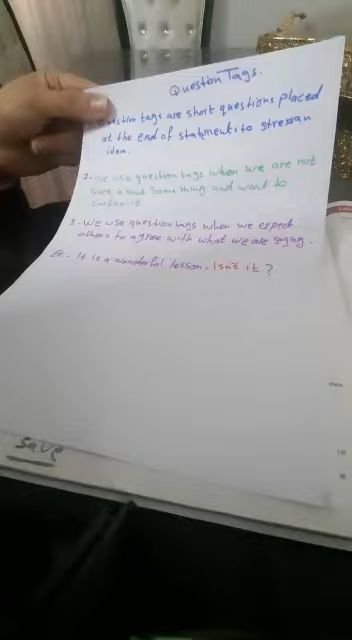 Question Tags.
estion tags are short questions placed
at the end of statements to stress an
idea.
2. we use question tags when we are not
sure about something and want to
3. We use question tags when we expect
others to agree with what we are saying.
Ex:- It is a wonderful lesson. Isn't it ?
save